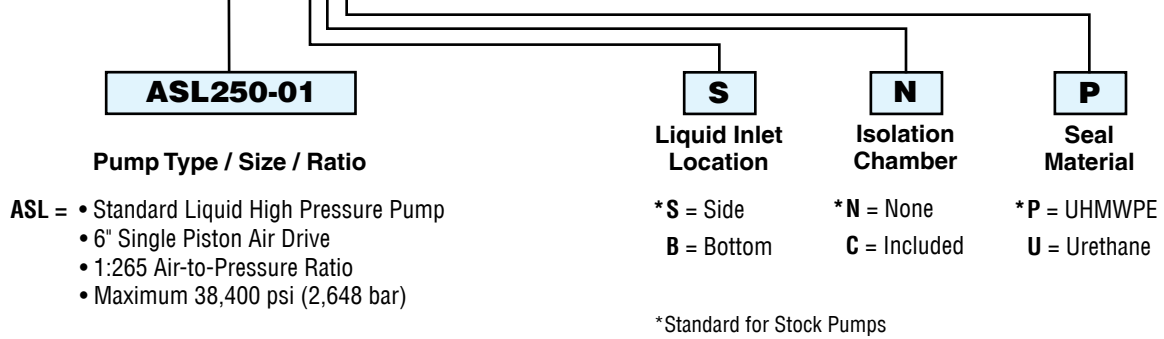 ASL250-01
S
N
P
Pump Type / Size / Ratio
Liquid Inlet
Location
Isolation
Chamber
Seal
Material
ASL = • Standard Liquid High Pressure Pump
• 6" Single Piston Air Drive
• 1:265 Air-to-Pressure Ratio
• Maximum 38,400 psi (2,648 bar)
*S = Side
B = Bottom
*N = None
C = Included
*P = UHMWPE
U = Urethane
*Standard for Stock Pumps